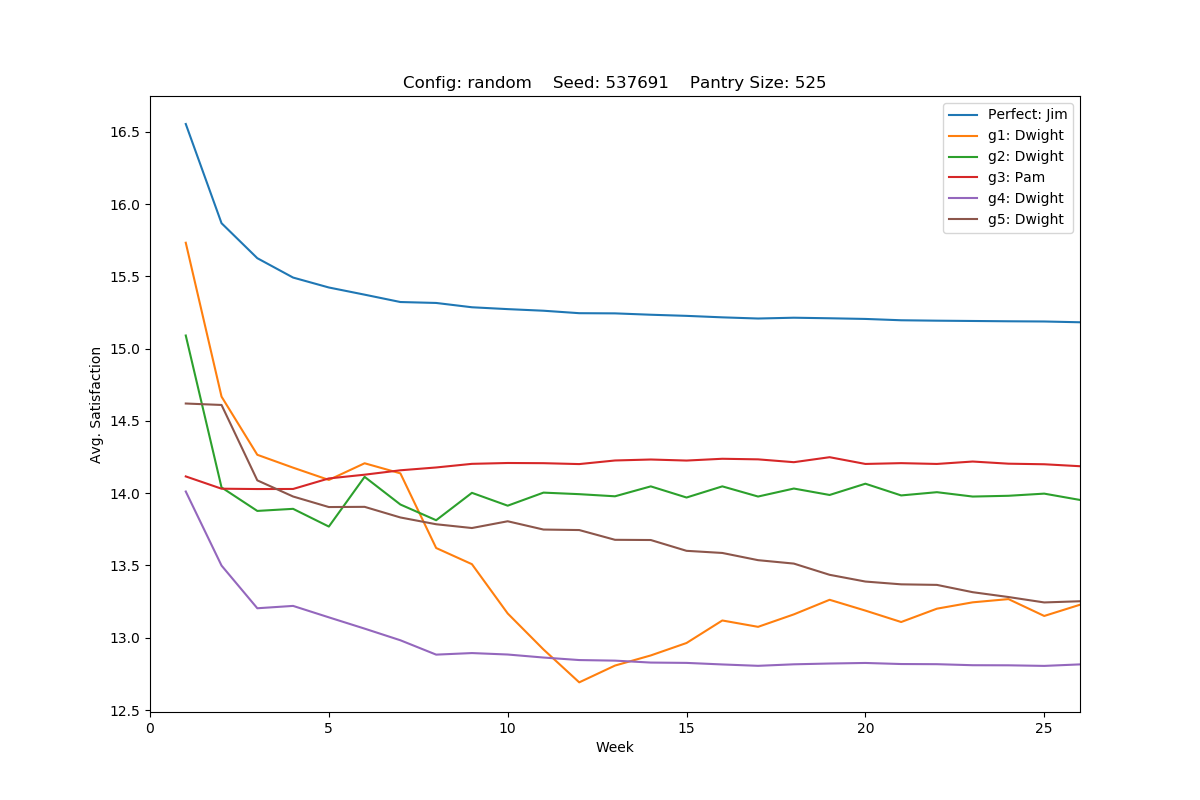 Config: random    Seed: 537691    Pantry Size: 525
Perfect: Jim
g1: Dwight
g2: Dwight
g3: Pam
g4: Dwight
g5: Dwight
Avg. Satisfaction
16.5
16.0
15.5
15.0
14.5
14.0
13.5
13.0
12.5
0 5 10 15 20 25
Week